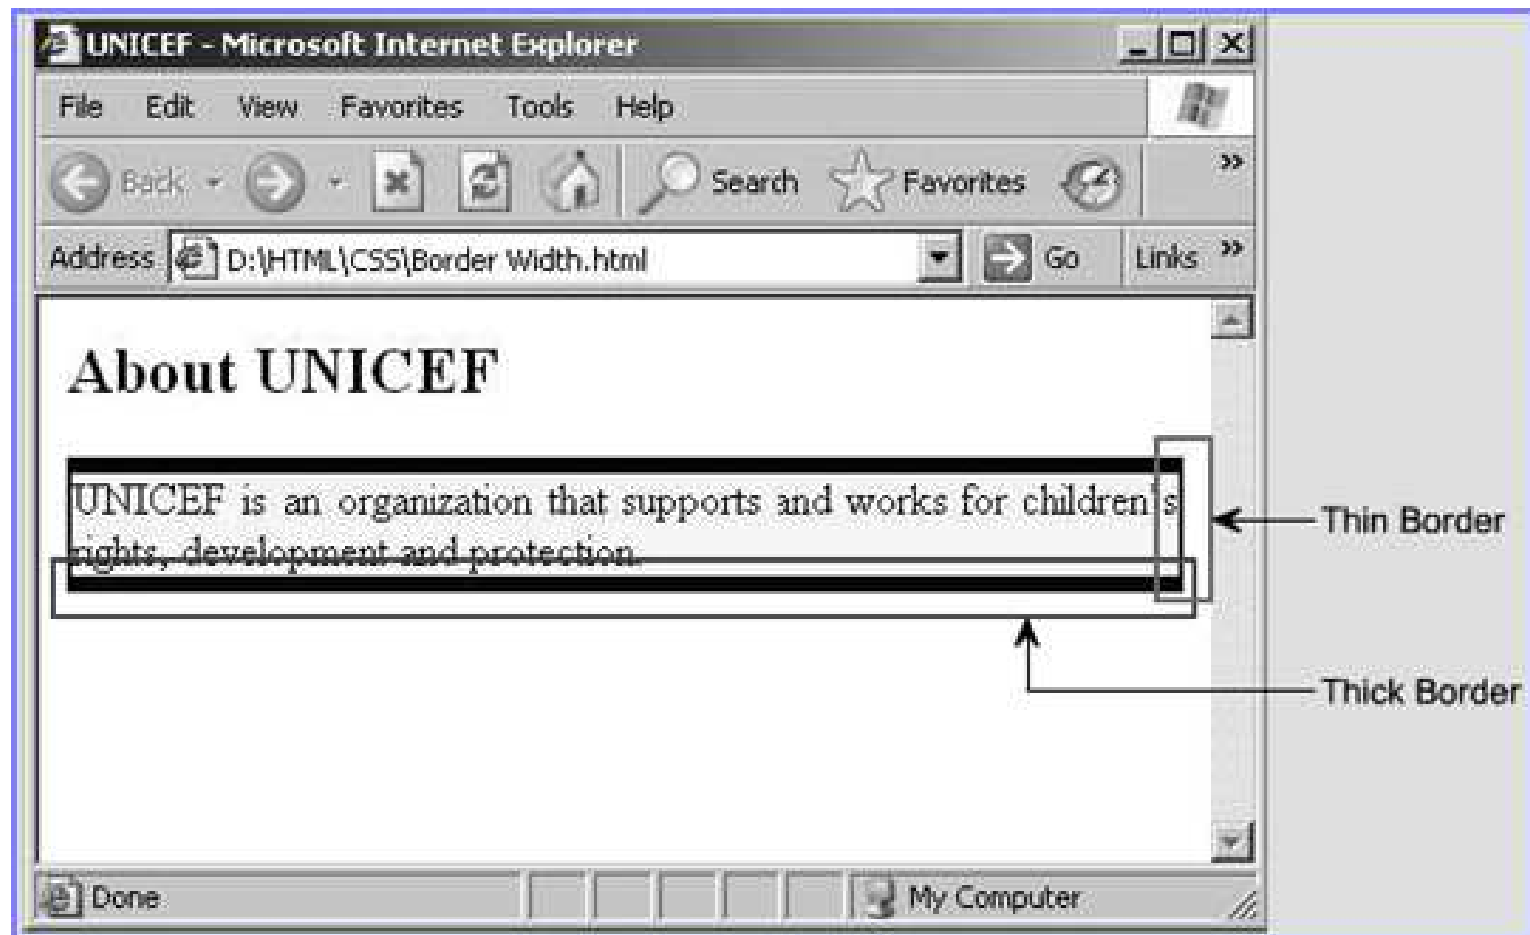 UNICEF - Microsoft Internet Explorer
File Edit View Favorites Tools Help
Back Search Favorites »
Address D:\HTML\CSS\Border Width.html Go Links »
About UNICEF
UNICEF is an organization that supports and works for children's
rights, development and protection.
Thin Border
Thick Border
Done My Computer